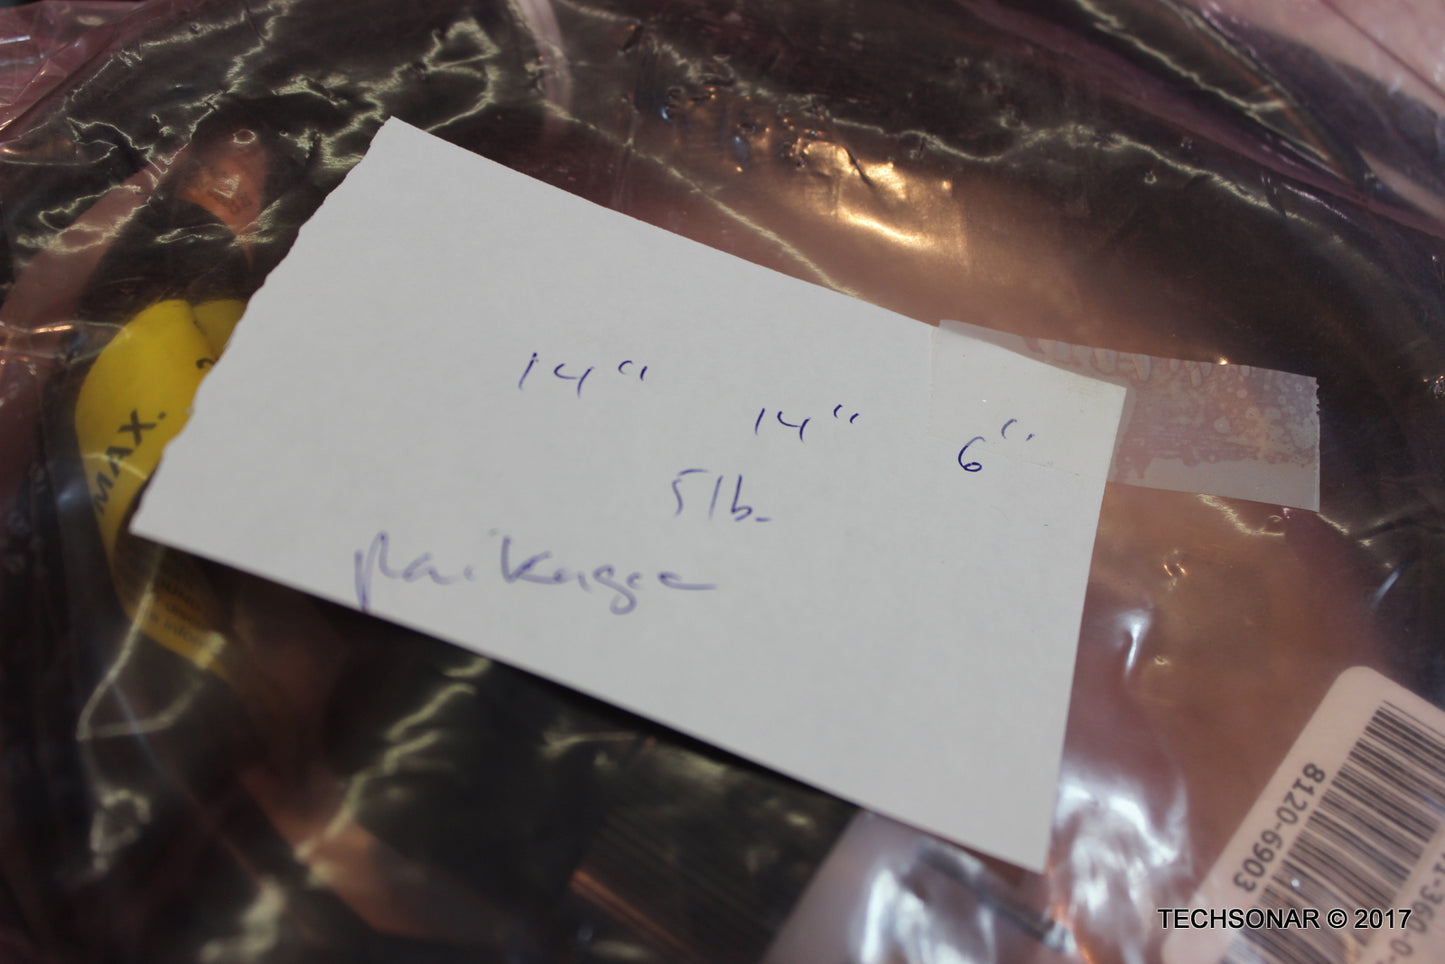 14" 14" 6"
5lb.
package
MAX.
8120-6903
TECHSONAR © 2017